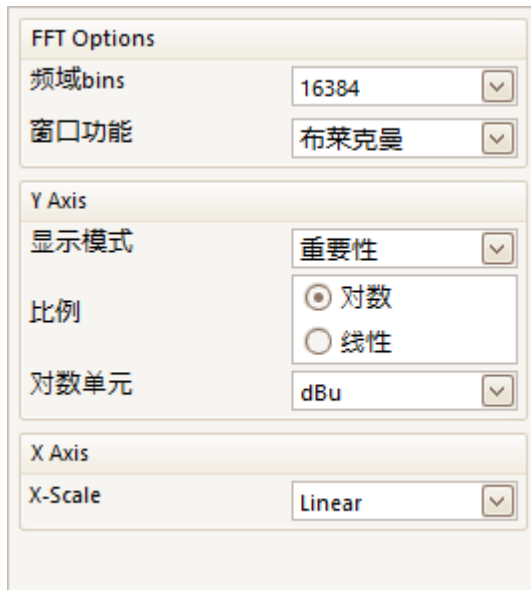 FFT Options
频域bins 16384
窗口功能 布莱克曼
Y Axis
显示模式 重要性
比例
对数
线性
对数单元 dBu
X Axis
X-Scale Linear